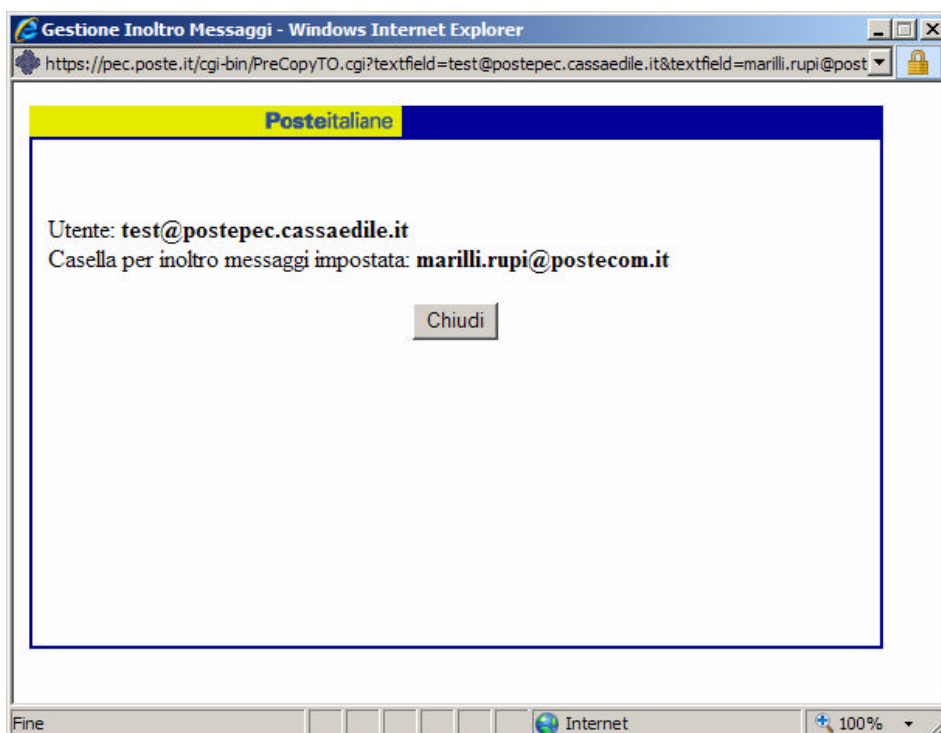 Gestione Inoltro Messaggi - Windows Internet Explorer
https://pec.poste.it/cgi-bin/PreCopyTO.cgi?textfield=test@postepec.cassaedile.it&textfield=marilli.rupi@post
Posteitaliane
Utente: test@postepec.cassaedile.it
Casella per inoltro messaggi impostata: marilli.rupi@postecom.it
Chiudi
Fine Internet 100%